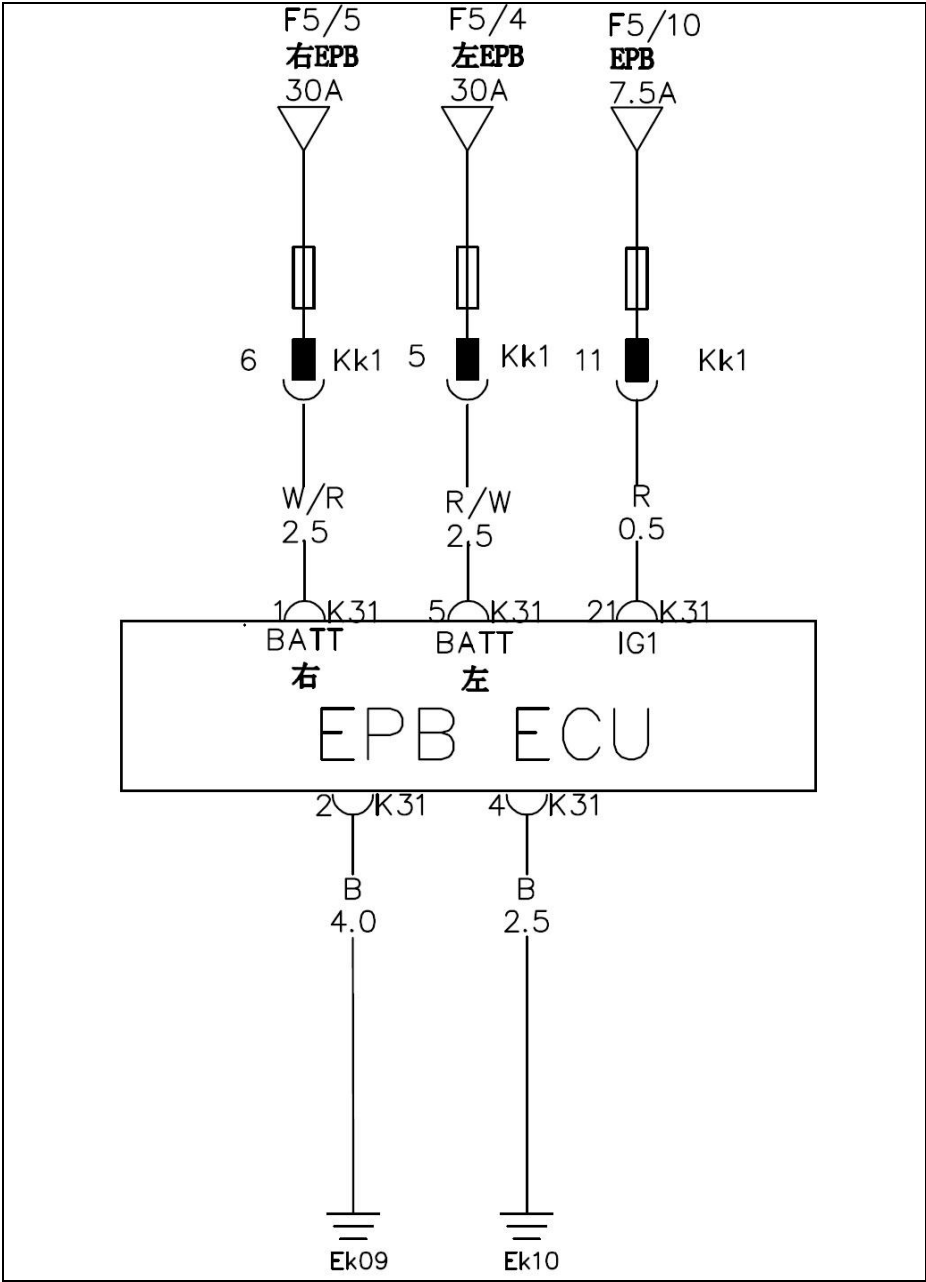 F5/5 F5/4 F5/10
右EPB 左EPB EPB
30A 30A 7.5A
6 Kk1 5 Kk1 11 Kk1
W/R R/W R
2.5 2.5 0.5
1 K31 5 K31 21 K31
BATT BATT IG1
右 左
EPB ECU
2 K31 4 K31
B B
4.0 2.5
Ek09 Ek10